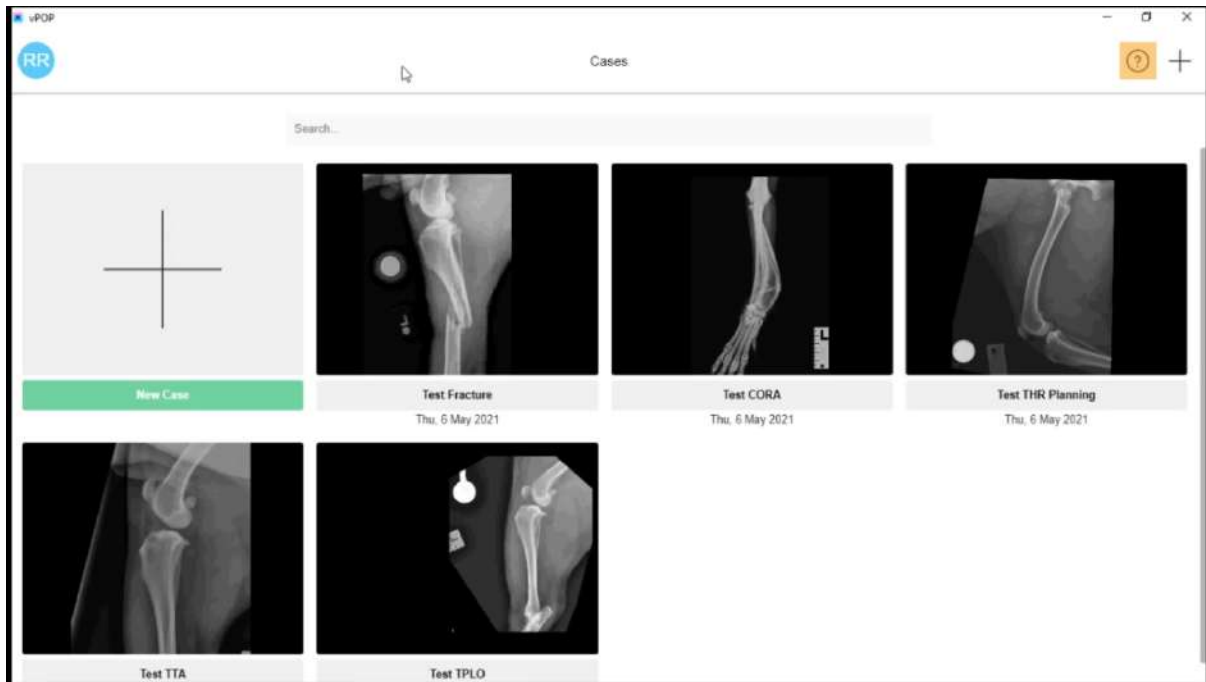 vPOP
RR
Cases
?
Search...
New Case
Test Fracture
Test CORA
Test THR Planning
Thu, 6 May 2021
Thu, 6 May 2021
Thu, 6 May 2021
L
Test TTA
Test TPLO